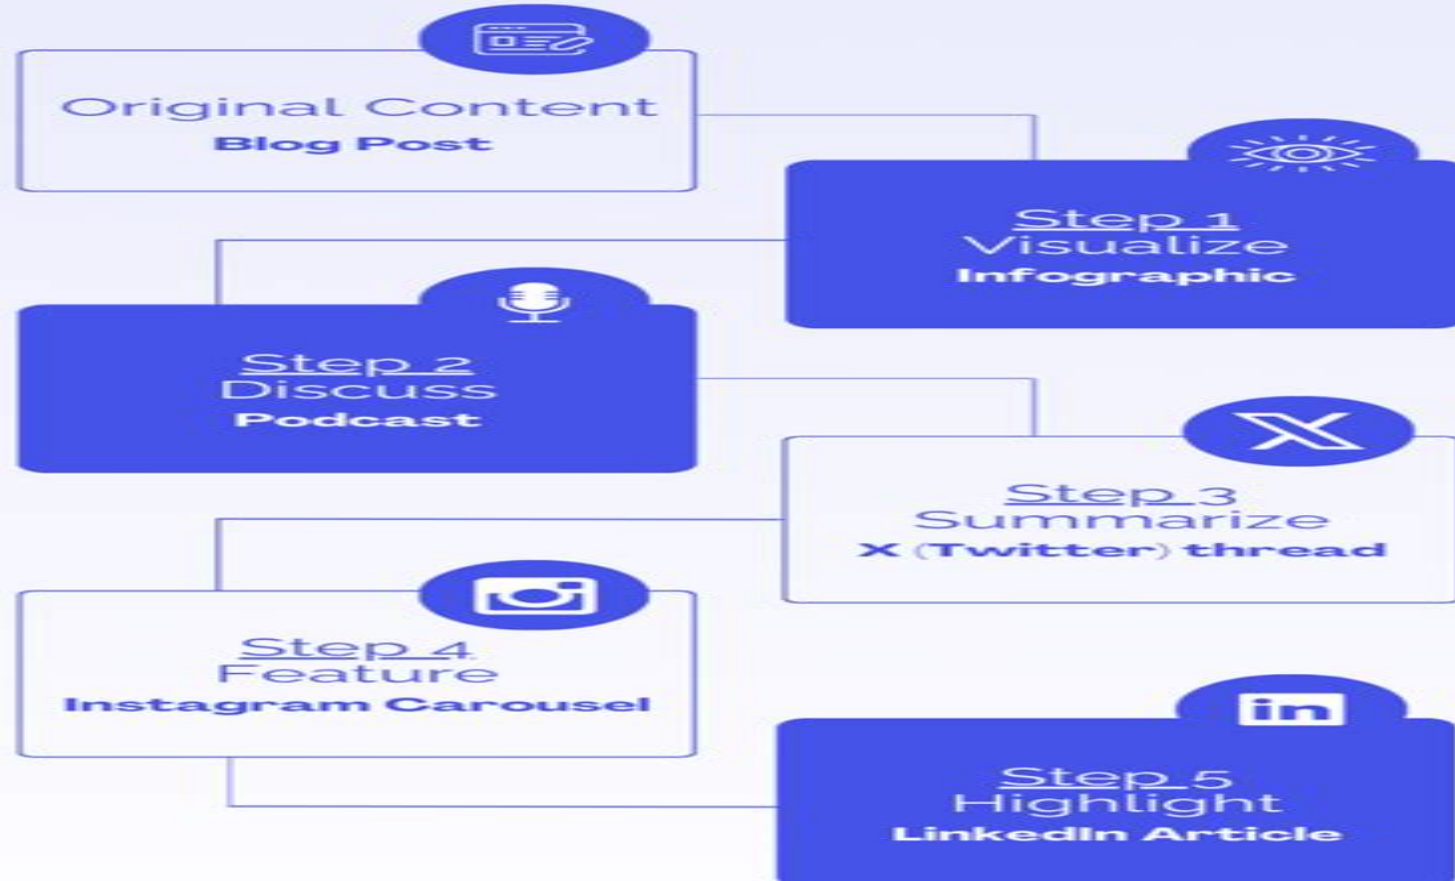 Original Content
Blog Post
Step 1
Visualize
Infographic
Step 2
Discuss
Podcast
Step 3
Summarize
X (Twitter) thread
Step 4
Feature
Instagram Carousel
in
Step 5
Highlight
LinkedIn Article